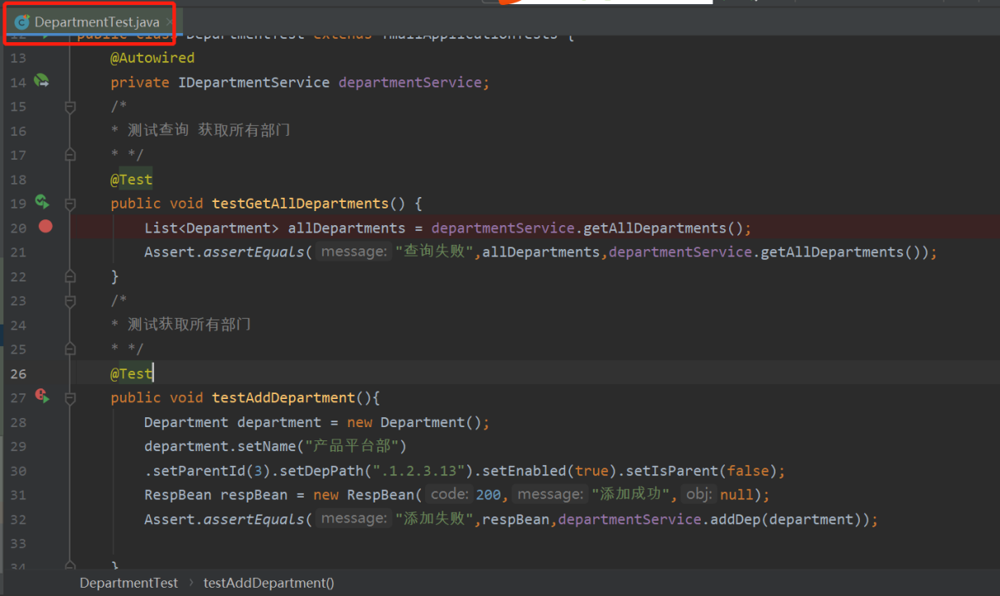 DepartmentTest.java
12 public class DepartmentTest extends YmallApplicationTests {
13 @Autowired
14 private IDepartmentService departmentService;
15 /*
16 * 测试查询 获取所有部门
17 * */
18 @Test
19 public void testGetAllDepartments() {
20 List<Department> allDepartments = departmentService.getAllDepartments();
21 Assert.assertEquals( message: "查询失败",allDepartments,departmentService.getAllDepartments());
22 }
23 /*
24 * 测试获取所有部门
25 * */
26 @Test
27 public void testAddDepartment(){
28 Department department = new Department();
29 department.setName("产品平台部")
30 .setParentId(3).setDepPath(".1.2.3.13").setEnabled(true).setIsParent(false);
31 RespBean respBean = new RespBean( code: 200, message: "添加成功", obj: null);
32 Assert.assertEquals( message: "添加失败",respBean,departmentService.addDep(department));
33
34 }
DepartmentTest › testAddDepartment()